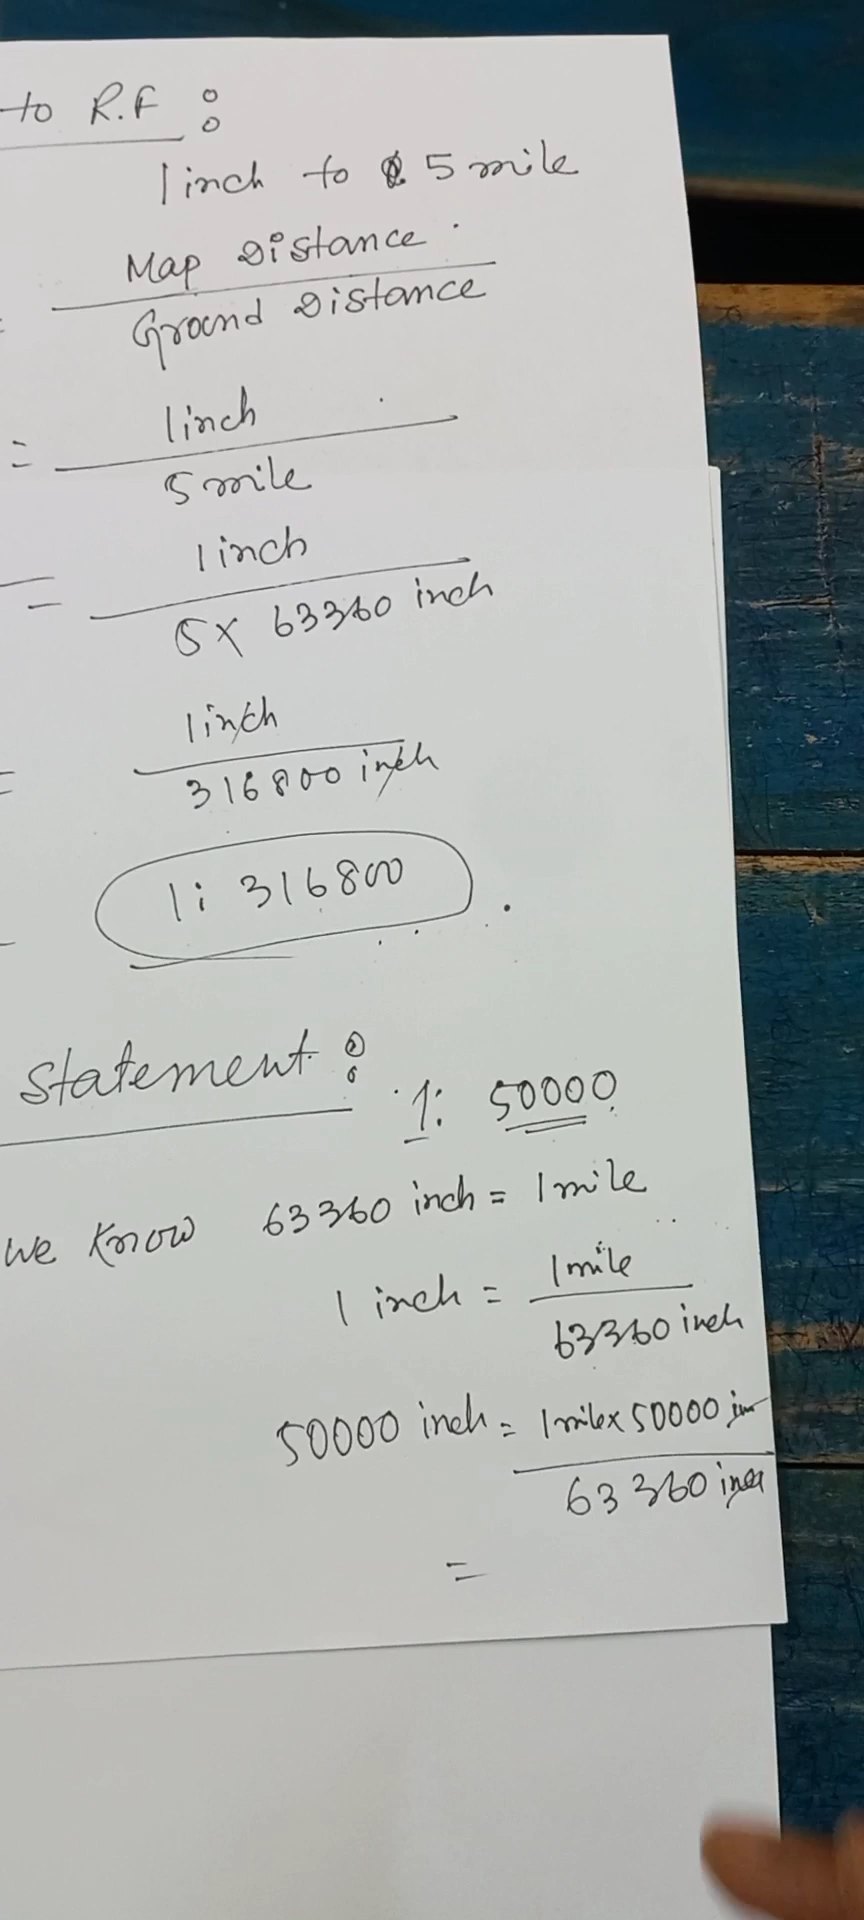 to R.F :
1 inch to 5 mile
Map Distance.
Ground Distance
= 1 inch
5 mile
= 1 inch
5 x 63360 inch
= 1 inch
316800 inch
1: 316800
Statement :
1: 50000
We know 63360 inch = 1 mile
1 inch = 1 mile
63360 inch
50000 inch = 1 mile x 50000 in
63360 inch
=